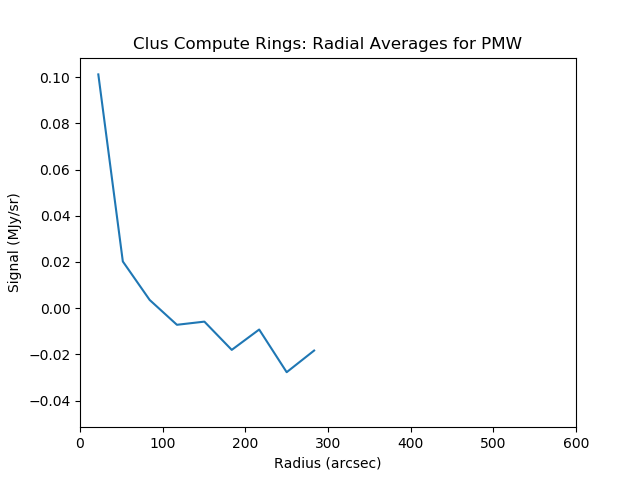 Clus Compute Rings: Radial Averages for PMW
0.10
0.08
0.06
0.04
0.02
0.00
−0.02
−0.04
Signal (MJy/sr)
0 100 200 300 400 500 600
Radius (arcsec)